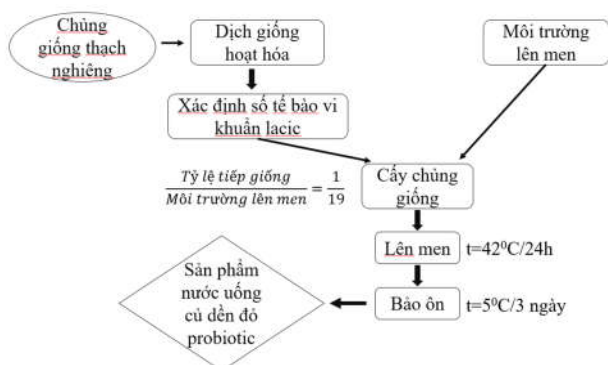 Chủng
giống thạch
nghiêng
Dịch giống
hoạt hóa
Môi trường
lên men
Xác định số tế bào vi
khuẩn lacic
Tỷ lệ tiếp giống
Môi trường lên men
=
1
19
Cấy chủng
giống
Lên men
t=42⁰C/24h
Bảo ôn
t=5⁰C/3 ngày
Sản phẩm
nước uống
củ dền đỏ
probiotic